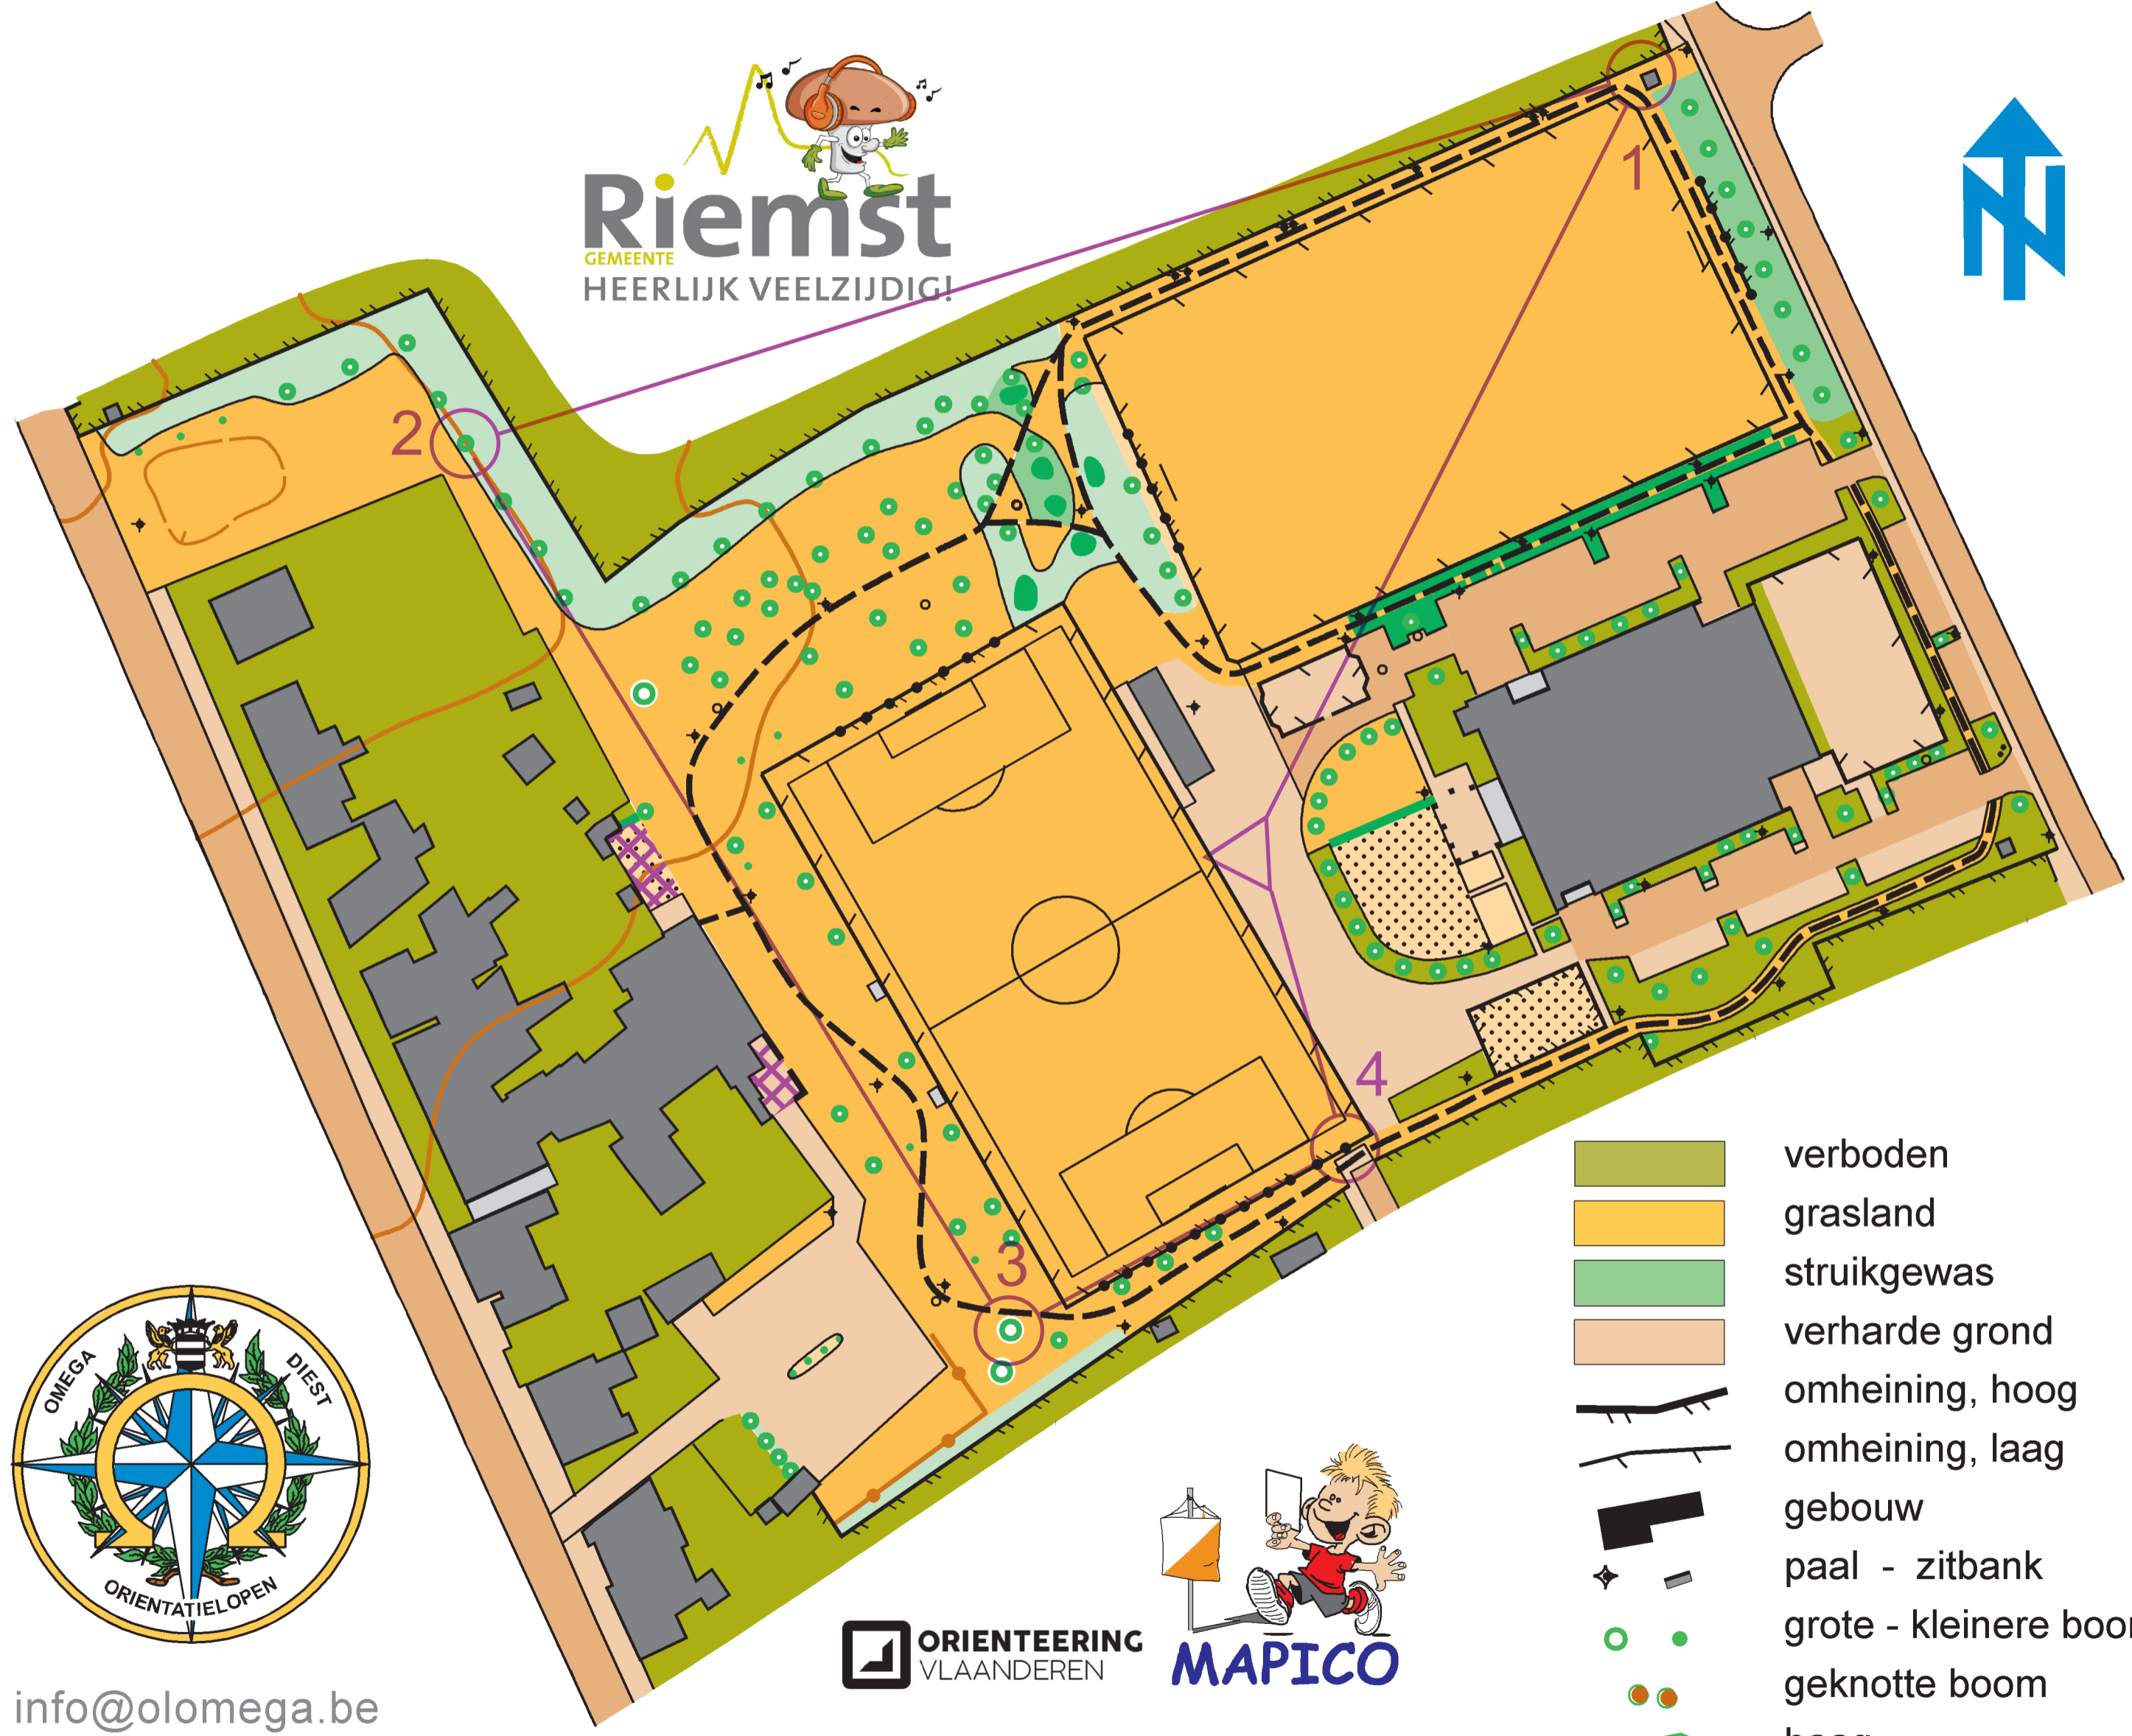 Riemst
GEMEENTE
HEERLIJK VEELZIJDIG!
N
1
2
3
4
verboden
grasland
struikgewas
verharde grond
omheining, hoog
omheining, laag
gebouw
paal - zitbank
grote - kleinere boom
geknotte boom
OMEGA
DIEST
ORIENTATIELOPEN
ORIENTEERING
VLAANDEREN
MAPICO
info@olomega.be